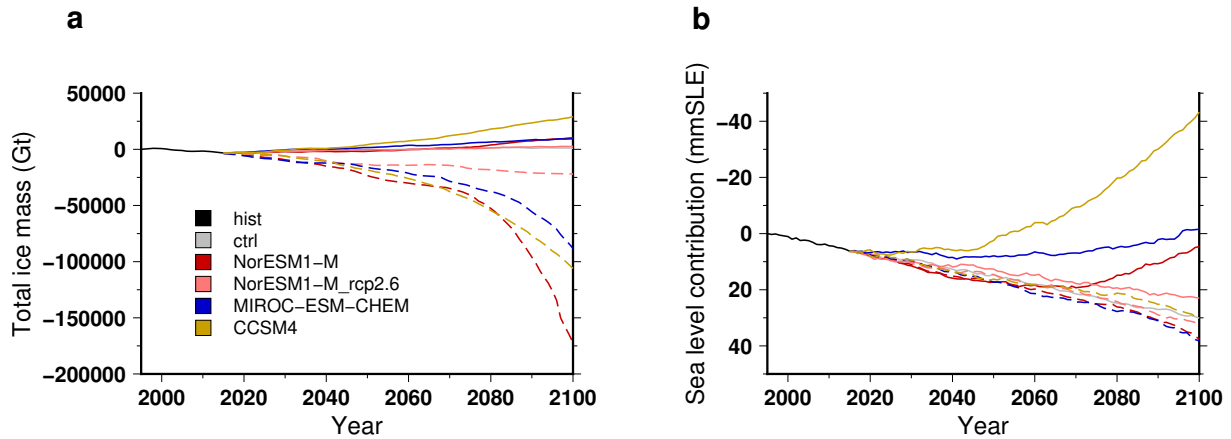 a
Total ice mass (Gt)
50000
0
−50000
−100000
−150000
−200000
hist
ctrl
NorESM1−M
NorESM1−M_rcp2.6
MIROC−ESM−CHEM
CCSM4
2000 2020 2040 2060 2080 2100
Year
b
Sea level contribution (mmSLE)
−40
−20
0
20
40
2000 2020 2040 2060 2080 2100
Year